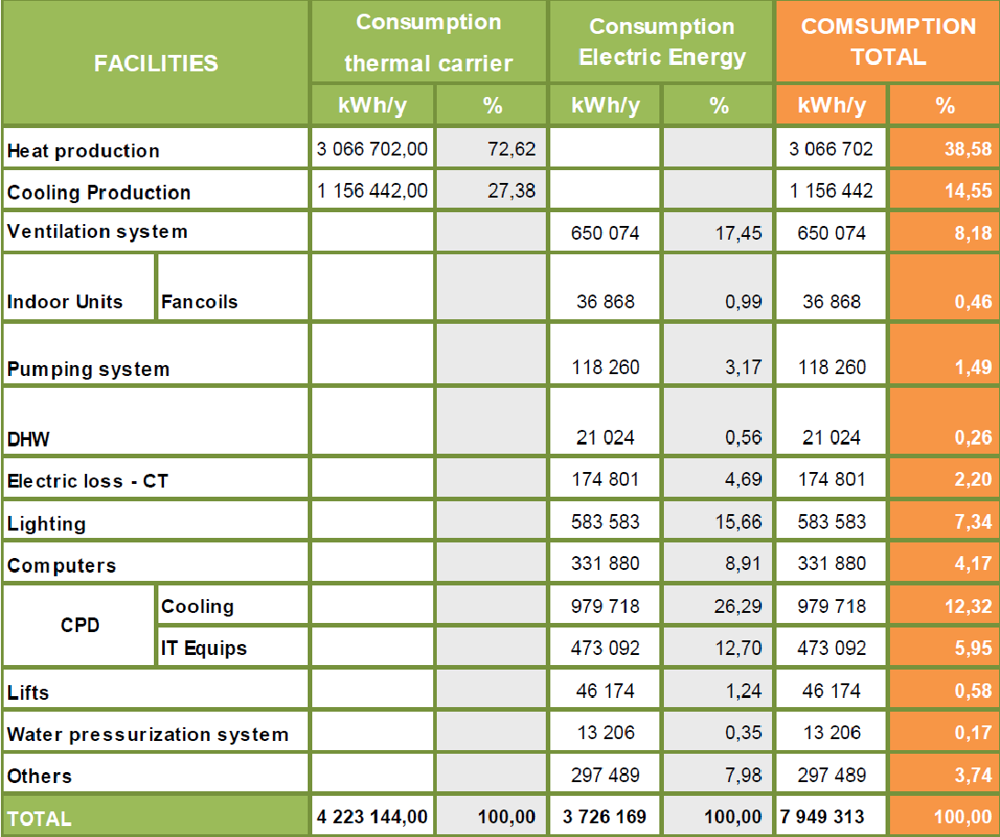 FACILITIES
Consumption
thermal carrier
Consumption
Electric Energy
COMSUMPTION
TOTAL
kWh/y % kWh/y % kWh/y %
Heat production 3 066 702,00 72,62 3 066 702 38,58
Cooling Production 1 156 442,00 27,38 1 156 442 14,55
Ventilation system 650 074 17,45 650 074 8,18
Indoor Units Fancoils 36 868 0,99 36 868 0,46
Pumping system 118 260 3,17 118 260 1,49
DHW 21 024 0,56 21 024 0,26
Electric loss - CT 174 801 4,69 174 801 2,20
Lighting 583 583 15,66 583 583 7,34
Computers 331 880 8,91 331 880 4,17
CPD
Cooling 979 718 26,29 979 718 12,32
IT Equips 473 092 12,70 473 092 5,95
Lifts 46 174 1,24 46 174 0,58
Water pressurization system 13 206 0,35 13 206 0,17
Others 297 489 7,98 297 489 3,74
TOTAL 4 223 144,00 100,00 3 726 169 100,00 7 949 313 100,00